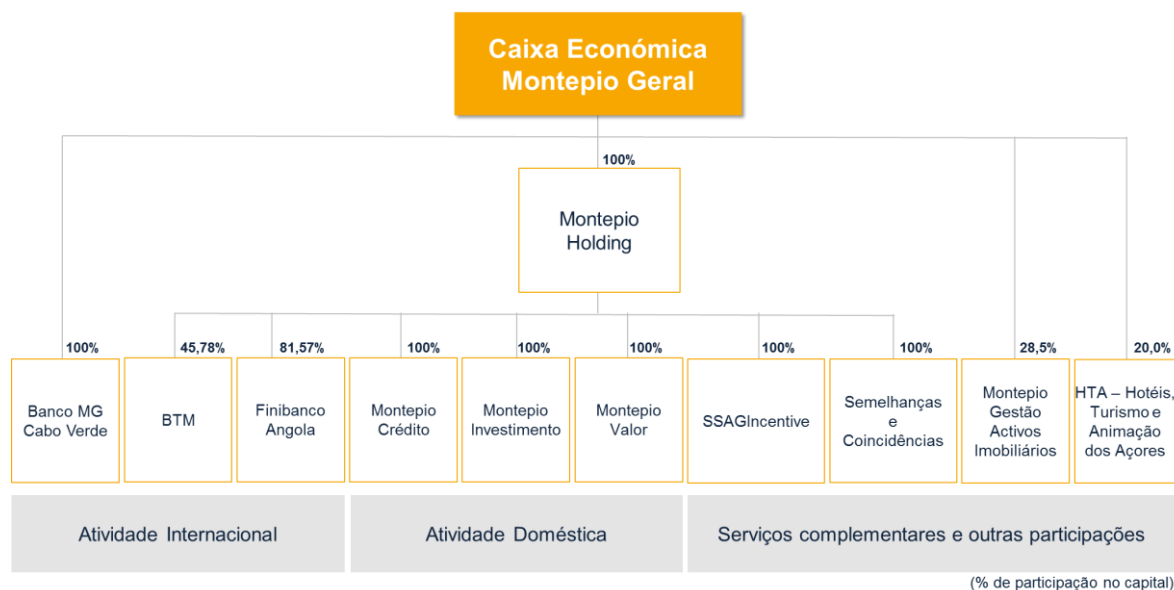 Caixa Económica
Montepio Geral
100%
Montepio
Holding
100%
45,78%
81,57%
100%
100%
100%
100%
100%
28,5%
20,0%
Banco MG
Cabo Verde
BTM
Finibanco
Angola
Montepio
Crédito
Montepio
Investimento
Montepio
Valor
SSAGIncentive
Semelhanças
e
Coincidências
Montepio
Gestão
Activos
Imobiliários
HTA – Hotéis,
Turismo e
Animação
dos Açores
Atividade Internacional
Atividade Doméstica
Serviços complementares e outras participações
(% de participação no capital)